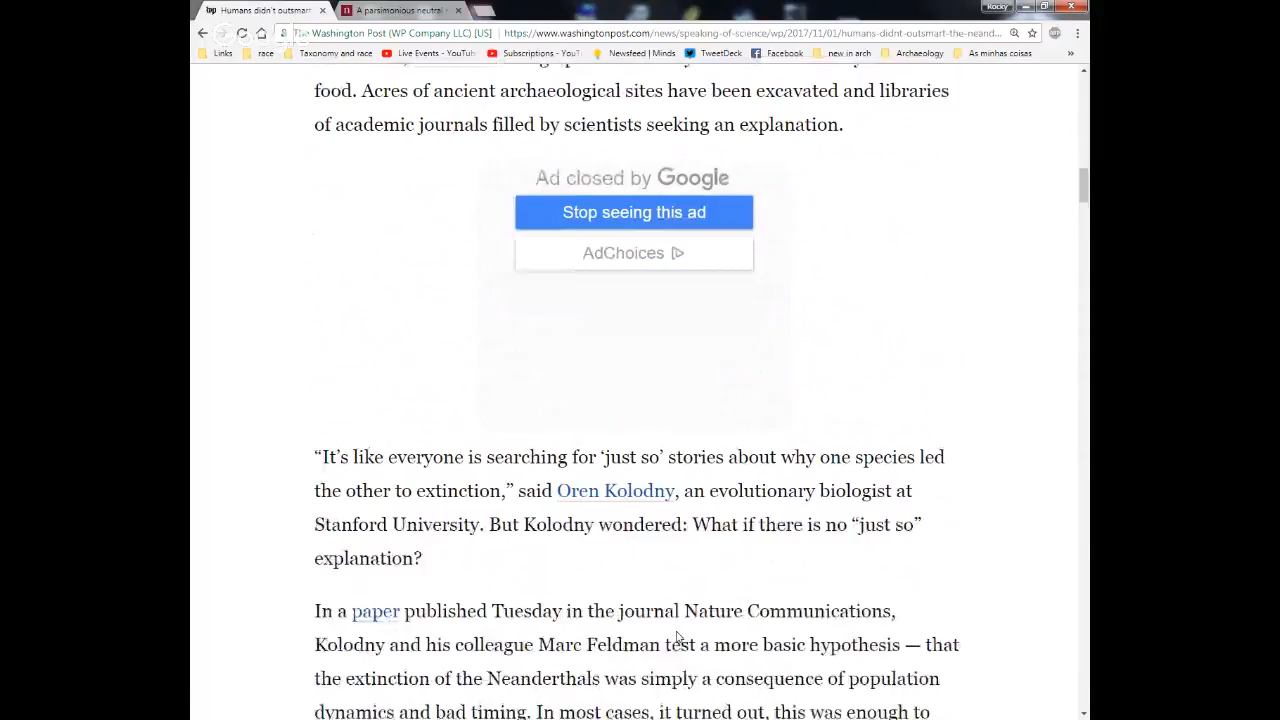 wp Humans didn't outsmart
A parsimonious neutral
Rocky
The Washington Post (WP Company LLC) [US]
https://www.washingtonpost.com/news/speaking-of-science/wp/2017/11/01/humans-didnt-outsmart-the-neand...
Links
race
Taxonomy and race
Live Events - YouTub
Subscriptions - YouT
Newsfeed | Minds
TweetDeck
Facebook
new in arch
Archaeology
As minhas coisas
»
food. Acres of ancient archaeological sites have been excavated and libraries
of academic journals filled by scientists seeking an explanation.
Ad closed by Google
Stop seeing this ad
AdChoices
“It’s like everyone is searching for ‘just so’ stories about why one species led
the other to extinction,” said Oren Kolodny, an evolutionary biologist at
Stanford University. But Kolodny wondered: What if there is no “just so”
explanation?
In a paper published Tuesday in the journal Nature Communications,
Kolodny and his colleague Marc Feldman test a more basic hypothesis — that
the extinction of the Neanderthals was simply a consequence of population
dynamics and bad timing. In most cases, it turned out, this was enough to